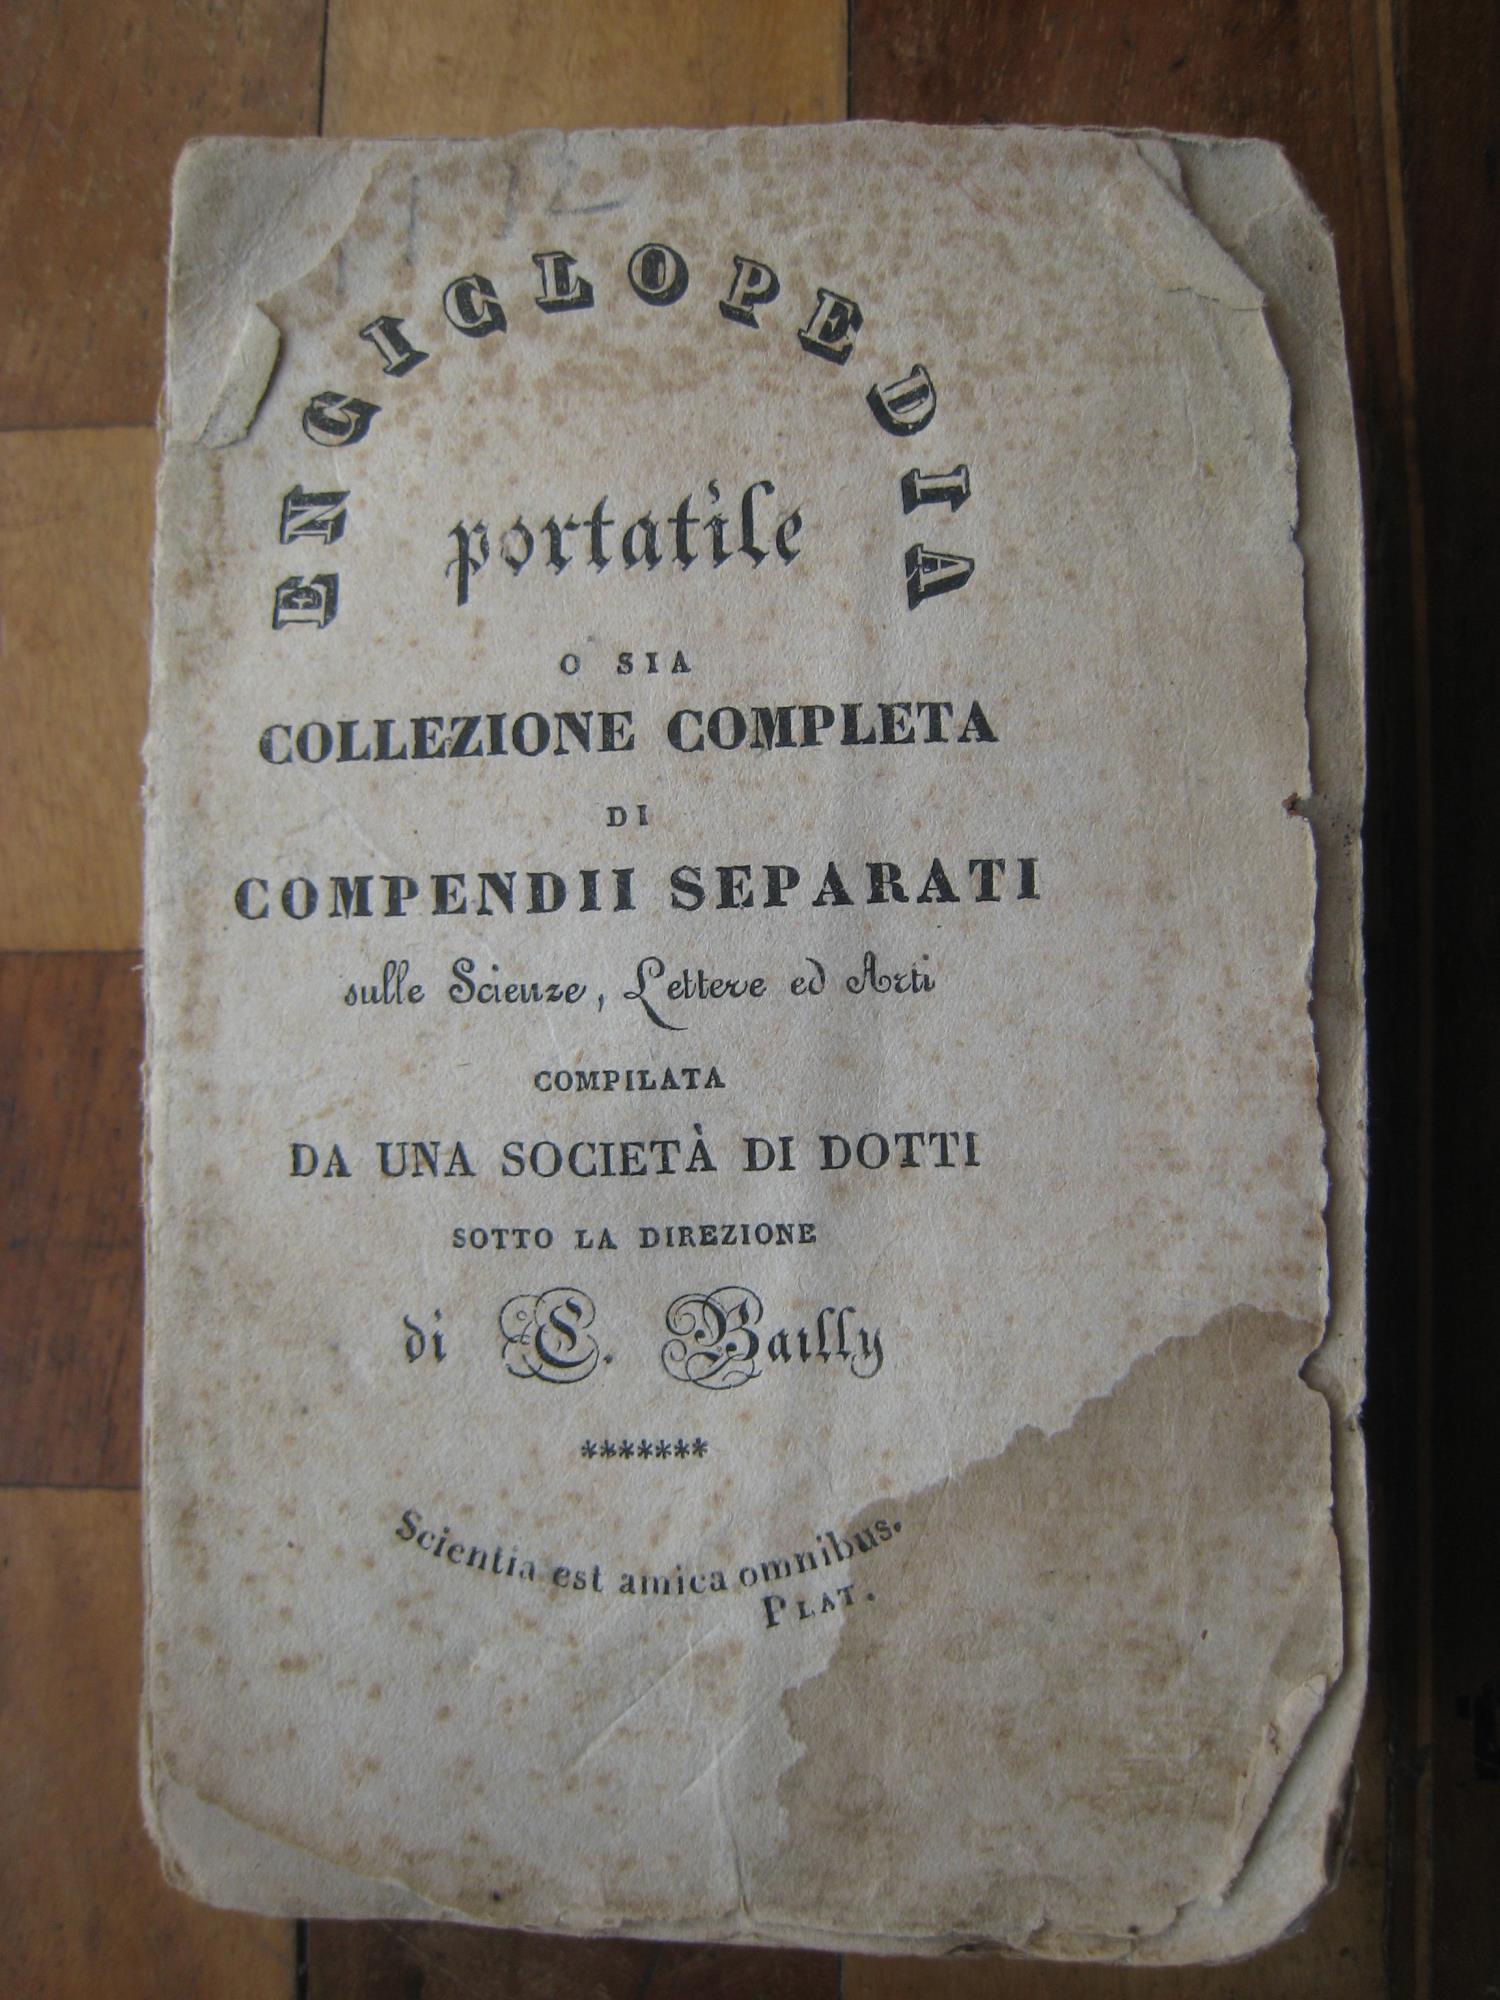 ENCICLOPEDIA
portatile
O SIA
COLLEZIONE COMPLETA
DI
COMPENDII SEPARATI
sulle Scienze, Lettere ed Arti
COMPILATA
DA UNA SOCIETÀ DI DOTTI
SOTTO LA DIREZIONE
di C. Bailly
*******
Scientia est amica omnibus.
PLAT.